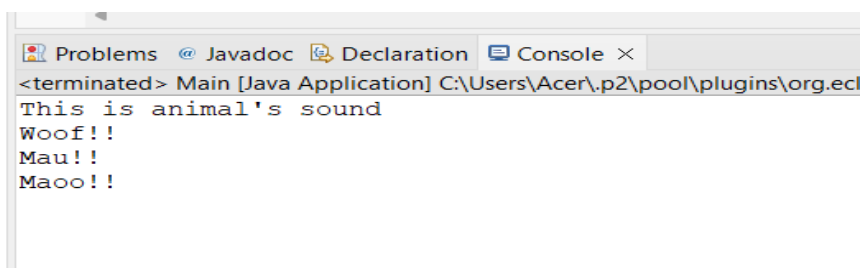 Problems @ Javadoc Declaration Console
<terminated> Main [Java Application] C:\Users\Acer\.p2\pool\plugins\org.ecl
This is animal's sound
Woof!!
Mau!!
Maoo!!